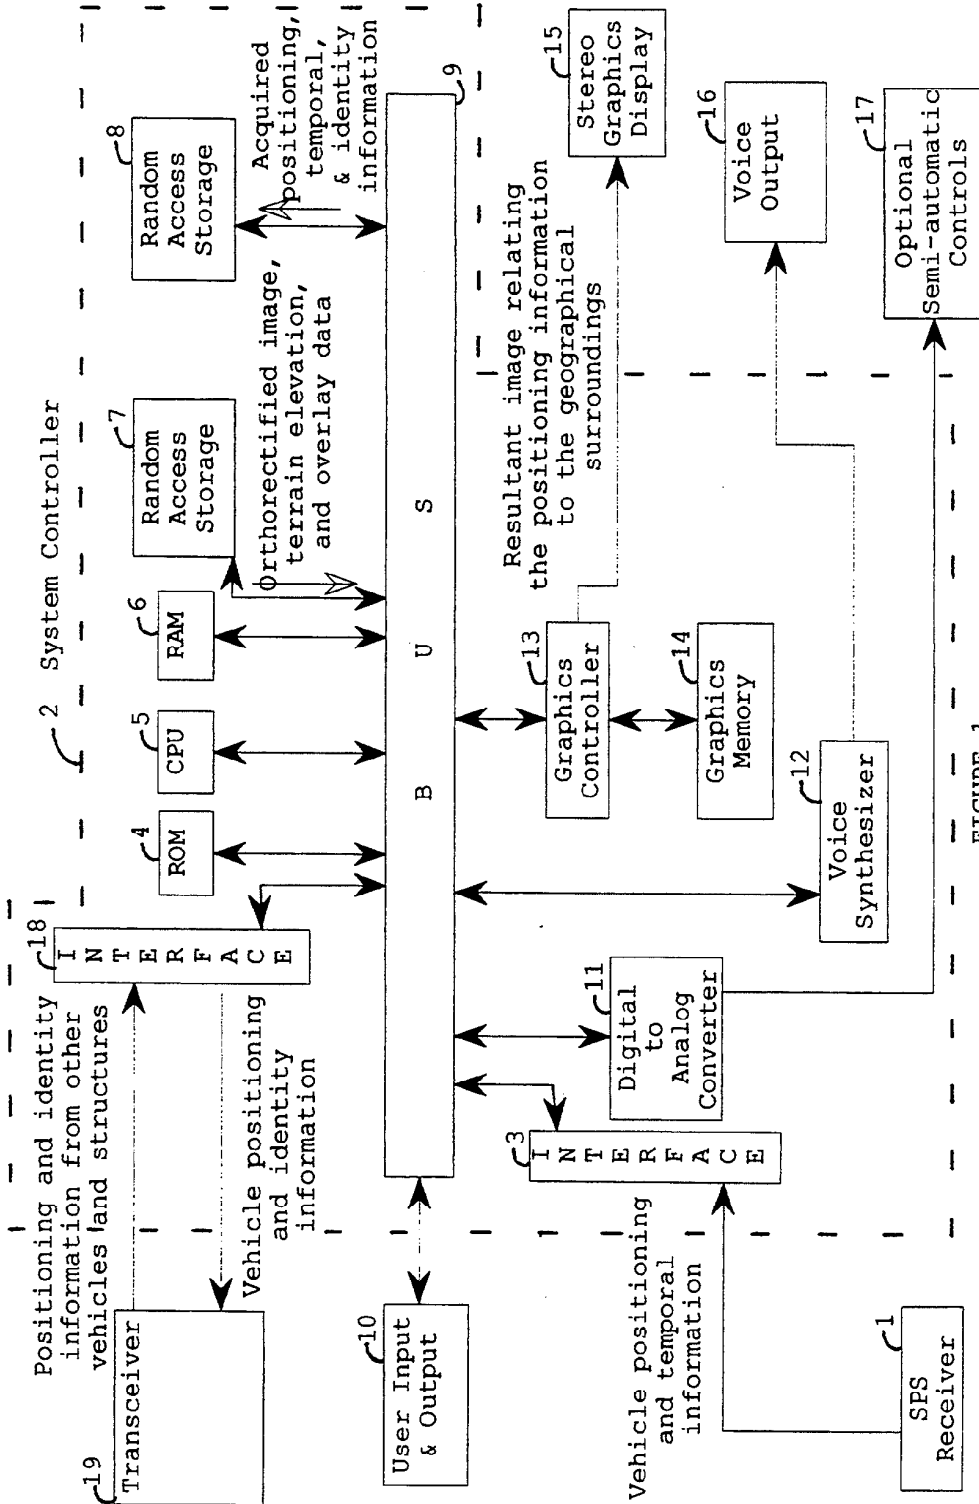 2 System Controller
19
Transceiver
Positioning and identity
information from other
vehicles and structures
18
I N T E R F A C E
Vehicle positioning
and identity
information
4
ROM
5
CPU
6
RAM
7
Random
Access
Storage
Orthorectified image,
terrain elevation,
and overlay data
8
Random
Access
Storage
Acquired
positioning,
temporal,
& identity
information
10
User Input
& Output
B U S
9
3
I N T E R F A C E
Vehicle positioning
and temporal
information
1
SPS
Receiver
11
Digital
to
Analog
Converter
12
Voice
Synthesizer
13
Graphics
Controller
14
Graphics
Memory
Resultant image relating
the positioning information
to the geographical
surroundings
15
Stereo
Graphics
Display
16
Voice
Output
17
Optional
Semi-automatic
Controls
FIGURE 1